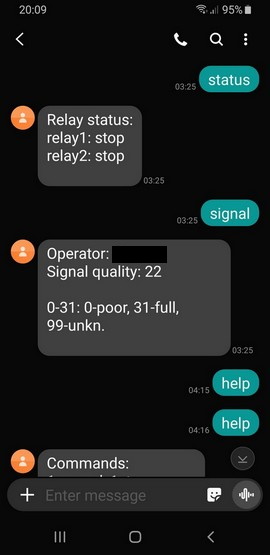 20:09
95%
status
03:25
Relay status:
relay1: stop
relay2: stop
03:25
signal
03:25
Operator:
Signal quality: 22
0-31: 0-poor, 31-full,
99-unkn.
03:25
help
04:15
help
04:16
Commands:
Enter message